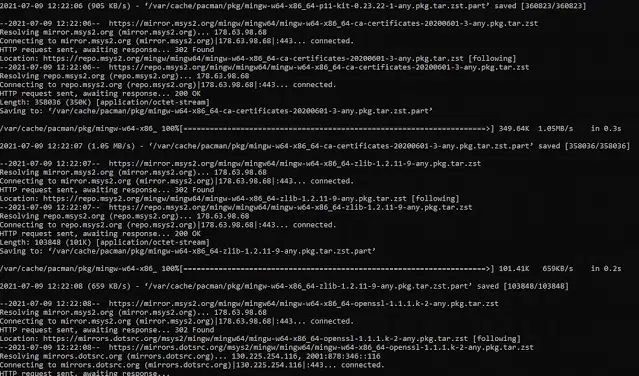 2021-07-09 12:22:06 (905 KB/s) - ‘/var/cache/pacman/pkg/mingw-w64-x86_64-p11-kit-0.23.22-1-any.pkg.tar.zst.part’ saved [360823/360823]
--2021-07-09 12:22:06-- https://mirror.msys2.org/mingw/mingw64/mingw-w64-x86_64-ca-certificates-20200601-3-any.pkg.tar.zst
Resolving mirror.msys2.org (mirror.msys2.org)... 178.63.98.68
Connecting to mirror.msys2.org (mirror.msys2.org)|178.63.98.68|:443... connected.
HTTP request sent, awaiting response... 302 Found
Location: https://repo.msys2.org/mingw/mingw64/mingw-w64-x86_64-ca-certificates-20200601-3-any.pkg.tar.zst [following]
--2021-07-09 12:22:06-- https://repo.msys2.org/mingw/mingw64/mingw-w64-x86_64-ca-certificates-20200601-3-any.pkg.tar.zst
Resolving repo.msys2.org (repo.msys2.org)... 178.63.98.68
Connecting to repo.msys2.org (repo.msys2.org)|178.63.98.68|:443... connected.
HTTP request sent, awaiting response... 200 OK
Length: 358036 (350K) [application/octet-stream]
Saving to: ‘/var/cache/pacman/pkg/mingw-w64-x86_64-ca-certificates-20200601-3-any.pkg.tar.zst.part’
/var/cache/pacman/pkg/mingw-w64-x86_ 100%[===================================================================>] 349.64K 1.05MB/s in 0.3s
2021-07-09 12:22:07 (1.05 MB/s) - ‘/var/cache/pacman/pkg/mingw-w64-x86_64-ca-certificates-20200601-3-any.pkg.tar.zst.part’ saved [358036/358036]
--2021-07-09 12:22:07-- https://mirror.msys2.org/mingw/mingw64/mingw-w64-x86_64-zlib-1.2.11-9-any.pkg.tar.zst
Resolving mirror.msys2.org (mirror.msys2.org)... 178.63.98.68
Connecting to mirror.msys2.org (mirror.msys2.org)|178.63.98.68|:443... connected.
HTTP request sent, awaiting response... 302 Found
Location: https://repo.msys2.org/mingw/mingw64/mingw-w64-x86_64-zlib-1.2.11-9-any.pkg.tar.zst [following]
--2021-07-09 12:22:07-- https://repo.msys2.org/mingw/mingw64/mingw-w64-x86_64-zlib-1.2.11-9-any.pkg.tar.zst
Resolving repo.msys2.org (repo.msys2.org)... 178.63.98.68
Connecting to repo.msys2.org (repo.msys2.org)|178.63.98.68|:443... connected.
HTTP request sent, awaiting response... 200 OK
Length: 103848 (101K) [application/octet-stream]
Saving to: ‘/var/cache/pacman/pkg/mingw-w64-x86_64-zlib-1.2.11-9-any.pkg.tar.zst.part’
/var/cache/pacman/pkg/mingw-w64-x86_ 100%[===================================================================>] 101.41K 659KB/s in 0.2s
2021-07-09 12:22:08 (659 KB/s) - ‘/var/cache/pacman/pkg/mingw-w64-x86_64-zlib-1.2.11-9-any.pkg.tar.zst.part’ saved [103848/103848]
--2021-07-09 12:22:08-- https://mirror.msys2.org/mingw/mingw64/mingw-w64-x86_64-openssl-1.1.1.k-2-any.pkg.tar.zst
Resolving mirror.msys2.org (mirror.msys2.org)... 178.63.98.68
Connecting to mirror.msys2.org (mirror.msys2.org)|178.63.98.68|:443... connected.
HTTP request sent, awaiting response... 302 Found
Location: https://mirrors.dotsrc.org/msys2/mingw/mingw64/mingw-w64-x86_64-openssl-1.1.1.k-2-any.pkg.tar.zst [following]
--2021-07-09 12:22:08-- https://mirrors.dotsrc.org/msys2/mingw/mingw64/mingw-w64-x86_64-openssl-1.1.1.k-2-any.pkg.tar.zst
Resolving mirrors.dotsrc.org (mirrors.dotsrc.org)... 130.225.254.116, 2001:878:346::116
Connecting to mirrors.dotsrc.org (mirrors.dotsrc.org)|130.225.254.116|:443... connected.
HTTP request sent, awaiting response...